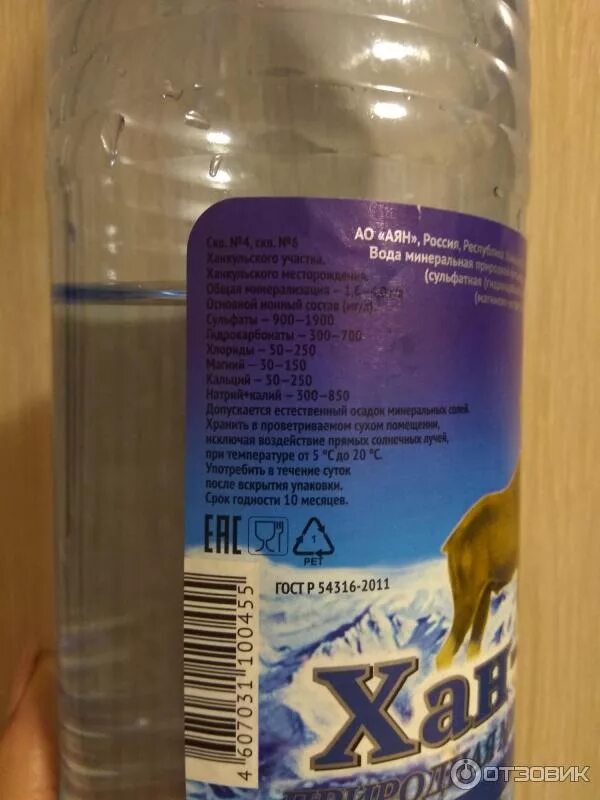 Скв. №4, скв. №6
Ханкульского участка,
Ханкульского месторождения.
Общая минерализация —
Основной ионный состав (мг/л):
Сульфаты — 900—1900
Гидрокарбонаты — 300—700
Хлориды — 50—250
Магний — 30—150
Кальций — 50—250
Натрий+калий — 300—850
Допускается естественный осадок минеральных солей.
Хранить в проветриваемом сухом помещении,
исключая воздействие прямых солнечных лучей,
при температуре от 5 °С до 20 °С.
Употребить в течение суток
после вскрытия упаковки.
Срок годности 10 месяцев.
АО «АЯН», Россия, Республика
Вода минеральная природная
(сульфатная
EAC
1
PET
ГОСТ Р 54316-2011
4 607031 100455
Хан-
ПРИРОДНАЯ
ОТЗОВИК